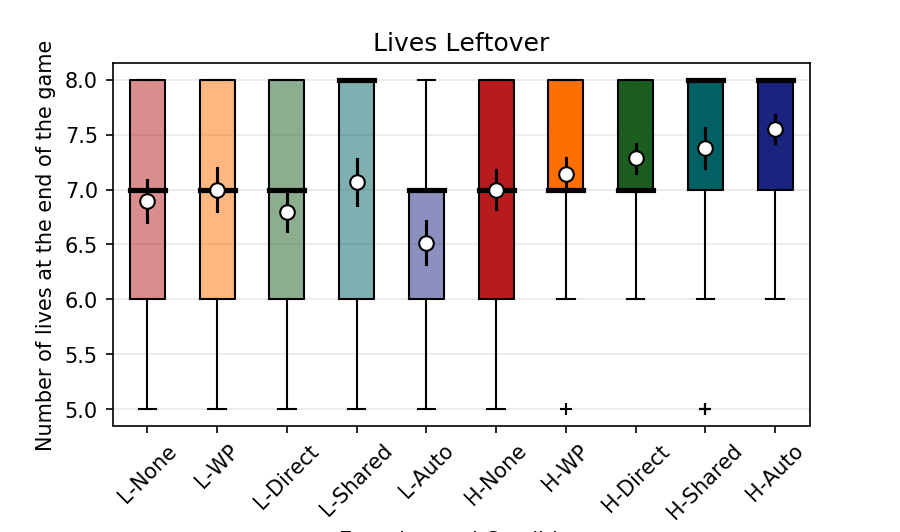 Lives Leftover
Number of lives at the end of the game
8.0
7.5
7.0
6.5
6.0
5.5
5.0
L-None
L-WP
L-Direct
L-Shared
L-Auto
H-None
H-WP
H-Direct
H-Shared
H-Auto